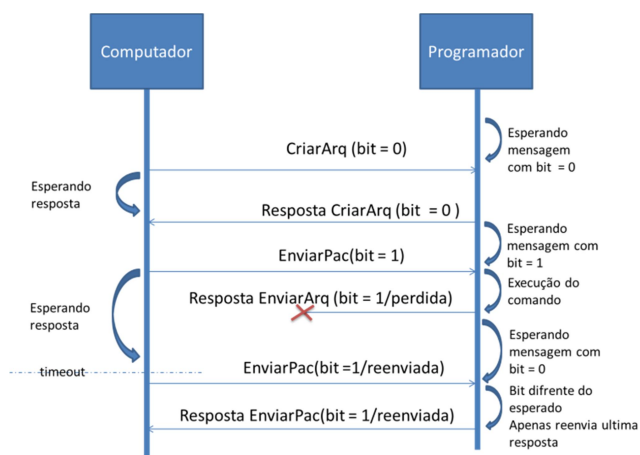 Computador
Programador
CriarArq (bit = 0)
Esperando
mensagem
com bit = 0
Esperando
resposta
Resposta CriarArq (bit = 0 )
Esperando
mensagem com
bit = 1
EnviarPac(bit = 1)
Execução do
comando
Resposta EnviarArq (bit = 1/perdida)
Esperando
resposta
Esperando
mensagem com
bit = 0
timeout
EnviarPac(bit =1/reenviada)
Bit difrente do
esperado
Apenas reenvia ultima
resposta
Resposta EnviarPac(bit = 1/reenviada)